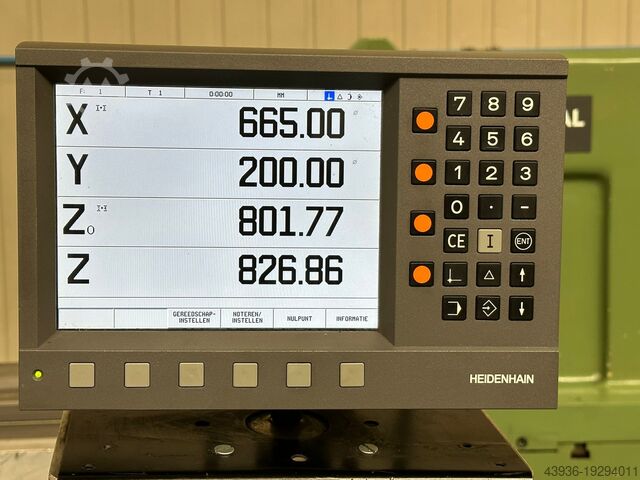 F: 1 T 1 0:00:00 MM
X 665.00 ø
Y 200.00 ø
Z₀ 801.77
Z 826.86
GEREEDSCHAP-
INSTELLEN
NOTEREN/
INSTELLEN
NULPUNT
INFORMATIE
7 8 9
4 5 6
1 2 3
0 . -
CE I ENT
HEIDENHAIN
AL
43936-19294011